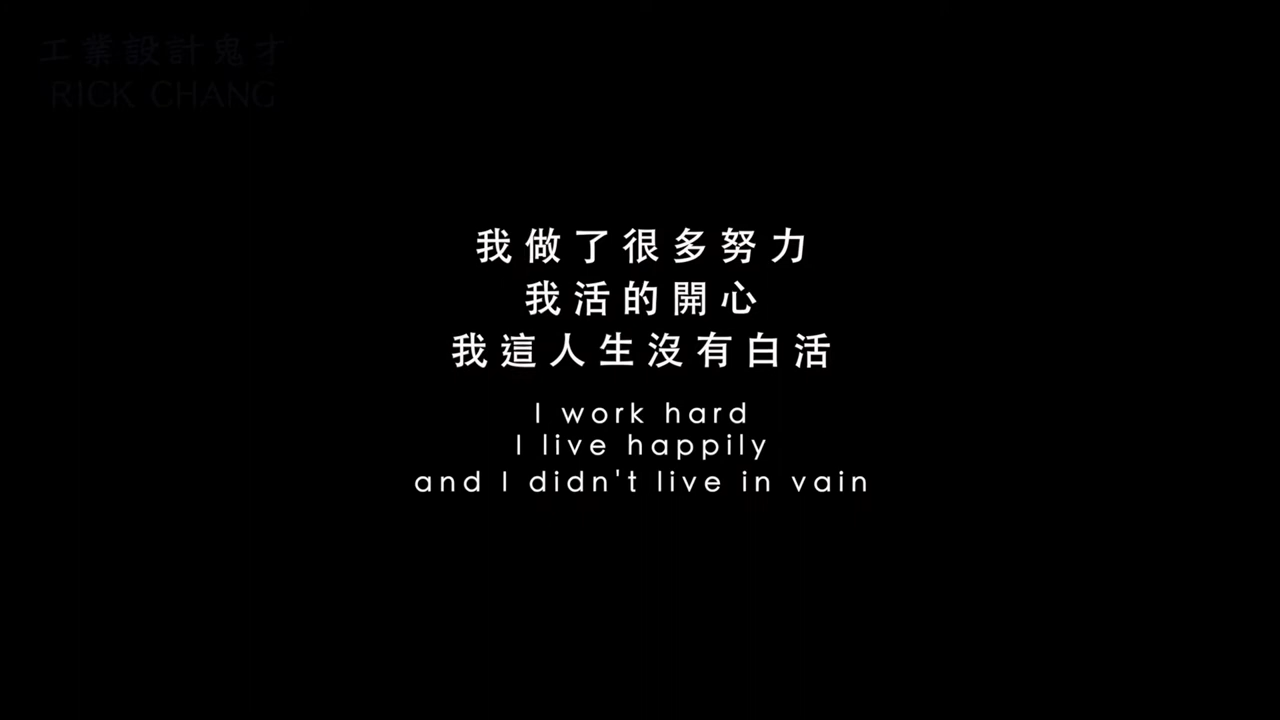 工業設計鬼才
RICK CHANG
我做了很多努力
我活的開心
我這人生沒有白活
I work hard
I live happily
and I didn't live in vain